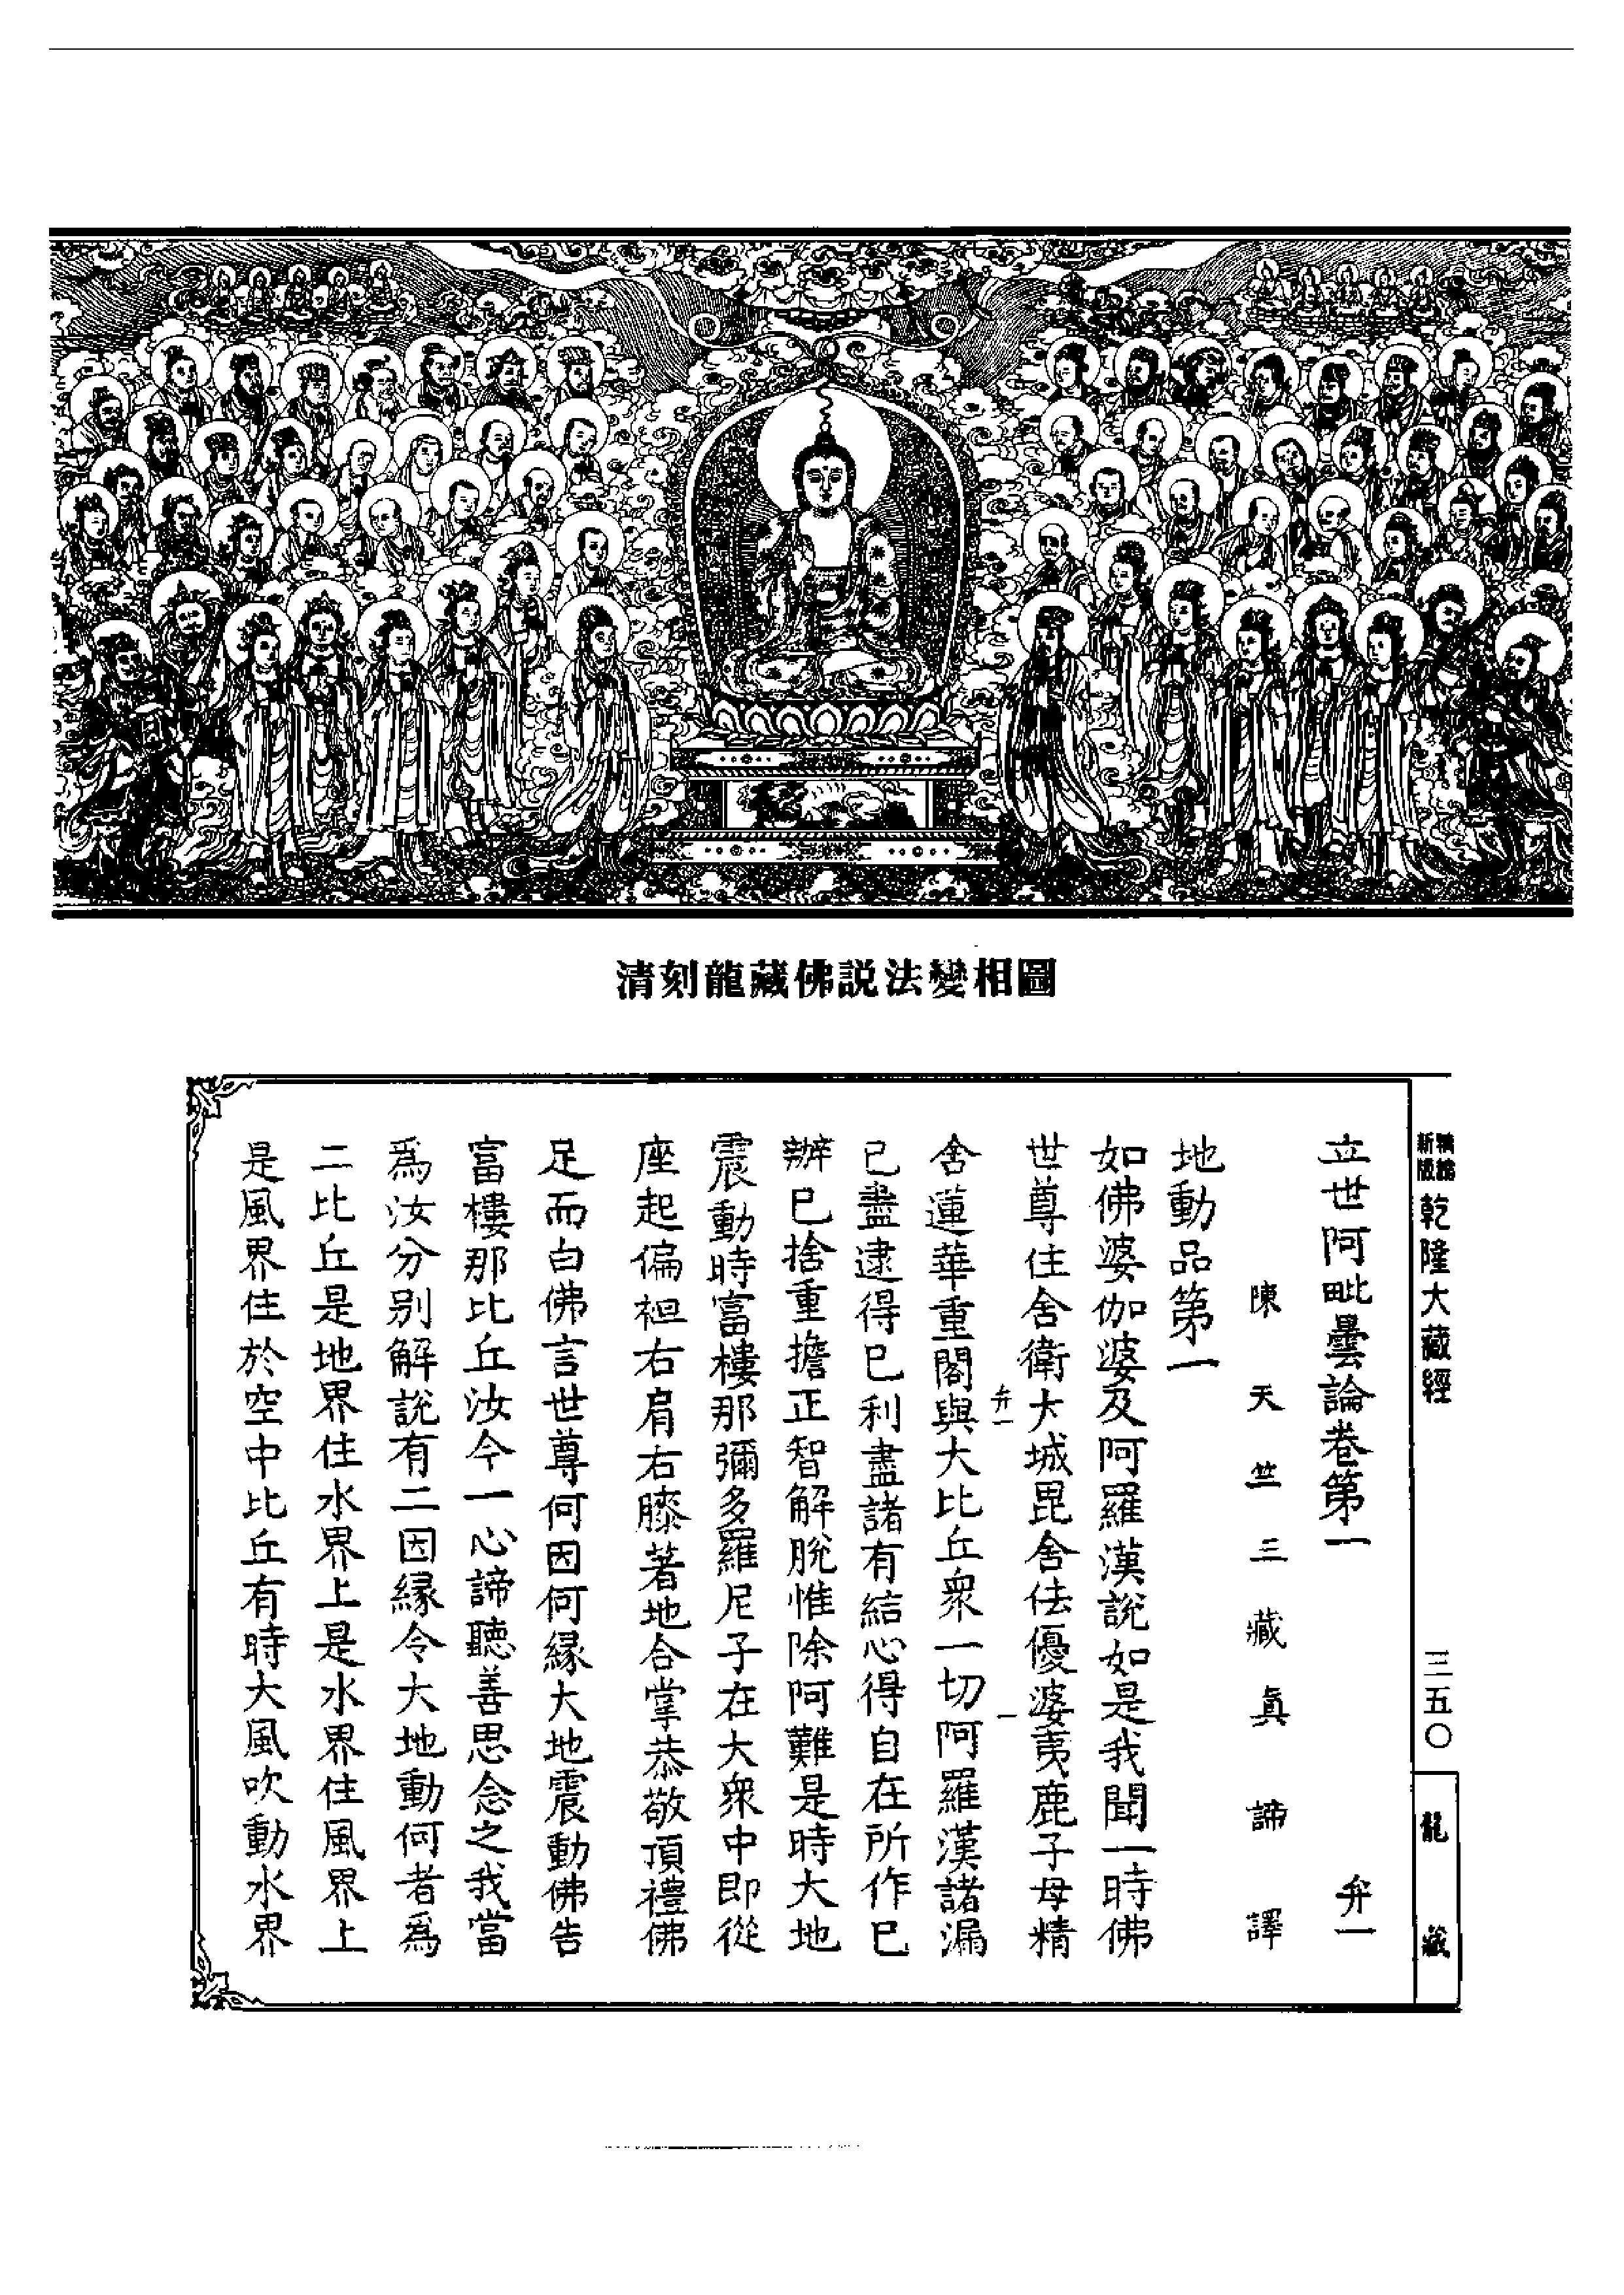 清刻龍藏佛説法變相圖
新版
乾隆大藏經
三五〇
龍藏
立世阿毗曇論卷第一 弁一
陳天竺三藏眞諦譯
地動品第一
如佛婆伽婆及阿羅漢說如是我聞一時佛
世尊住舍衛大城毘舍佉優婆夷鹿子母精
弁一 一
舍蓮華重閣與大比丘衆一切阿羅漢諸漏
已盡逮得已利盡諸有結心得自在所作已
辦已捨重擔正智解脫惟除阿難是時大地
震動時富樓那彌多羅尼子在大衆中即從
座起偏袒右肩右膝著地合掌恭敬頂禮佛
足而白佛言世尊何因何縁大地震動佛告
富樓那比丘汝今一心諦聽善思念之我當
爲汝分别解說有二因縁令大地動何者爲
二比丘是地界住水界上是水界住風界上
是風界住於空中比丘有時大風吹動水界